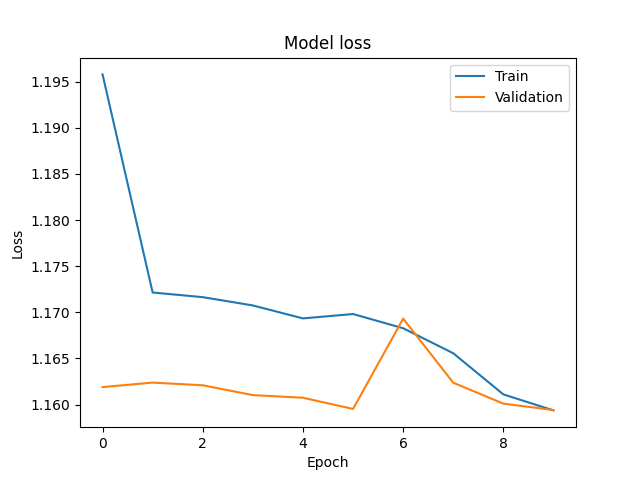 Model loss
Train
Validation
1.195
1.190
1.185
1.180
1.175
1.170
1.165
1.160
Loss
0 2 4 6 8
Epoch